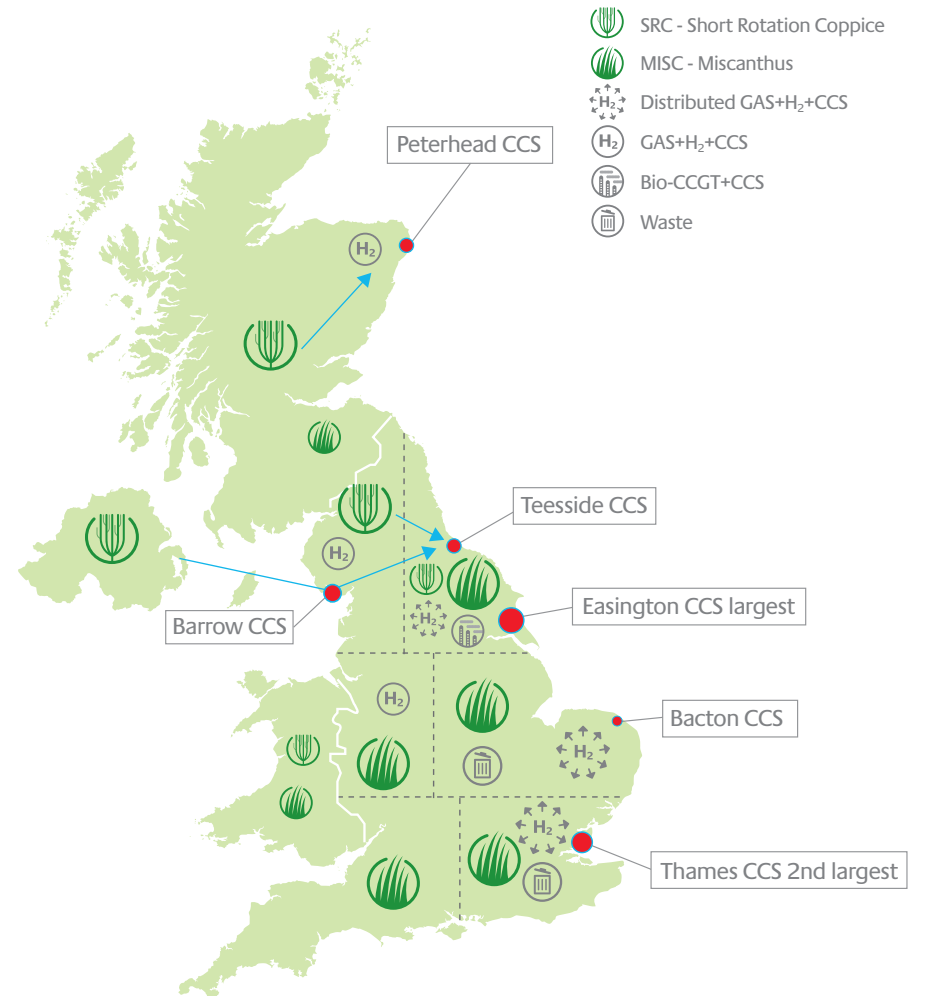 SRC - Short Rotation Coppice
MISC - Miscanthus
H₂ Distributed GAS+H₂+CCS
H₂ GAS+H₂+CCS
Bio-CCGT+CCS
Waste
Peterhead CCS
H₂
Teesside CCS
H₂
Easington CCS largest
Barrow CCS
H₂
H₂
Bacton CCS
H₂
H₂
Thames CCS 2nd largest